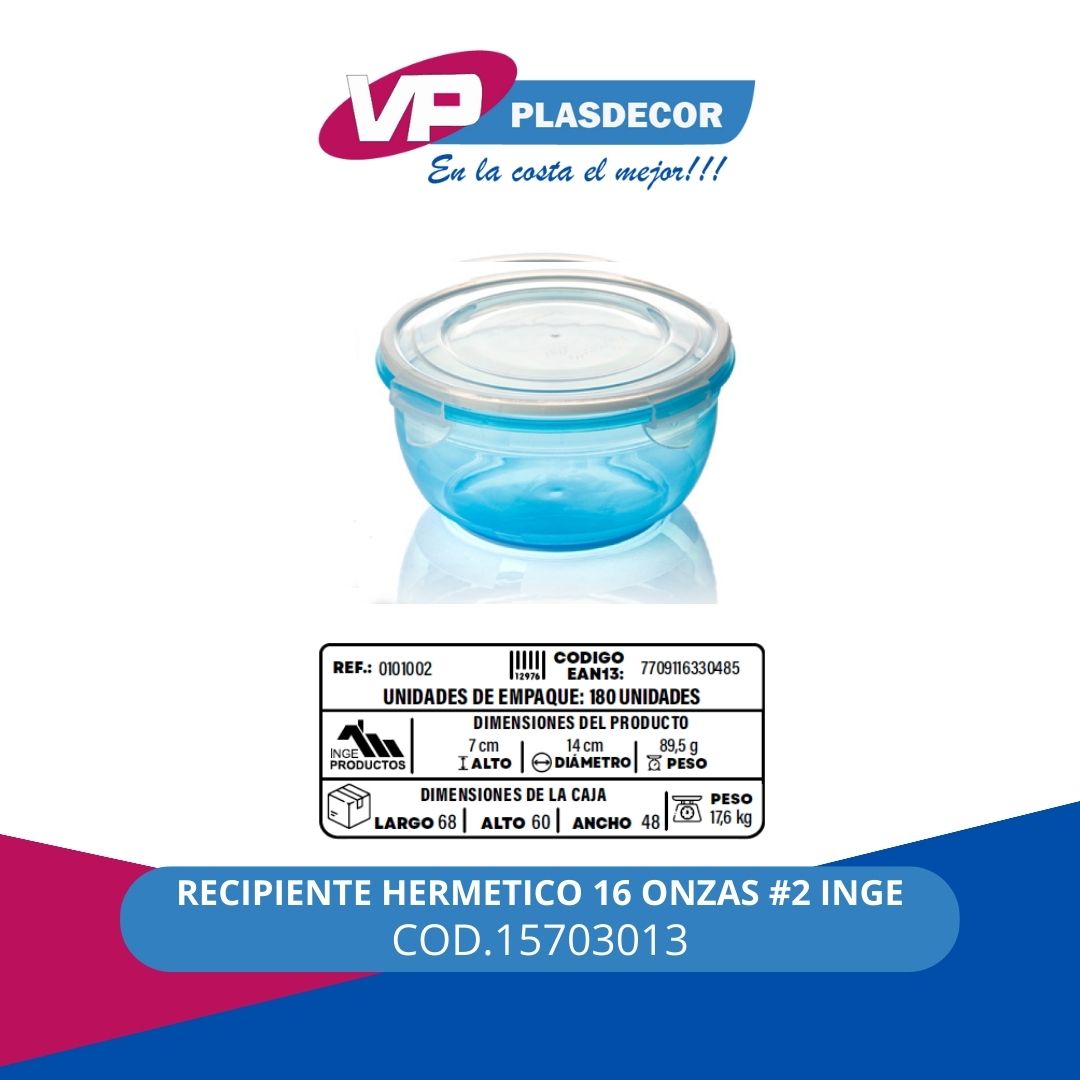 VP PLASDECOR
En la costa el mejor!!!
REF.: 0101002 12976 CODIGO EAN13: 7709116330485
UNIDADES DE EMPAQUE: 180 UNIDADES
INGE PRODUCTOS
DIMENSIONES DEL PRODUCTO
7 cm ALTO 14 cm DIÁMETRO 89,5 g PESO
DIMENSIONES DE LA CAJA
LARGO 68 ALTO 60 ANCHO 48 PESO 17,6 kg
RECIPIENTE HERMETICO 16 ONZAS #2 INGE
COD.15703013